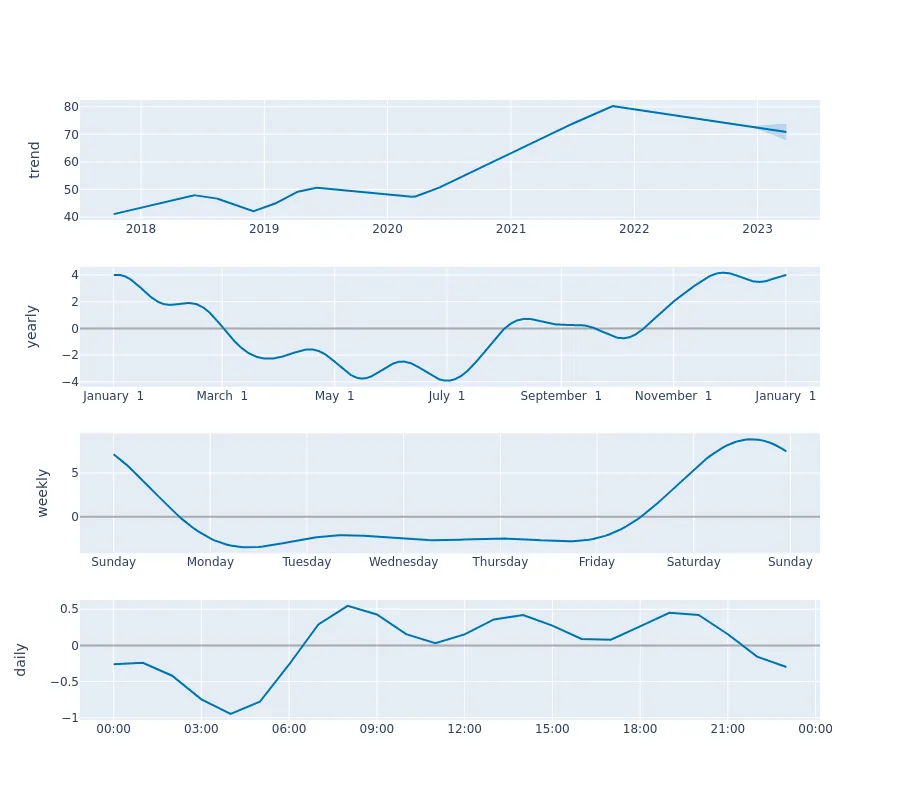 trend
80
70
60
50
40
2018 2019 2020 2021 2022 2023
yearly
4
2
0
−2
−4
January 1 March 1 May 1 July 1 September 1 November 1 January 1
weekly
5
0
Sunday Monday Tuesday Wednesday Thursday Friday Saturday Sunday
daily
0.5
0
−0.5
−1
00:00 03:00 06:00 09:00 12:00 15:00 18:00 21:00 00:00